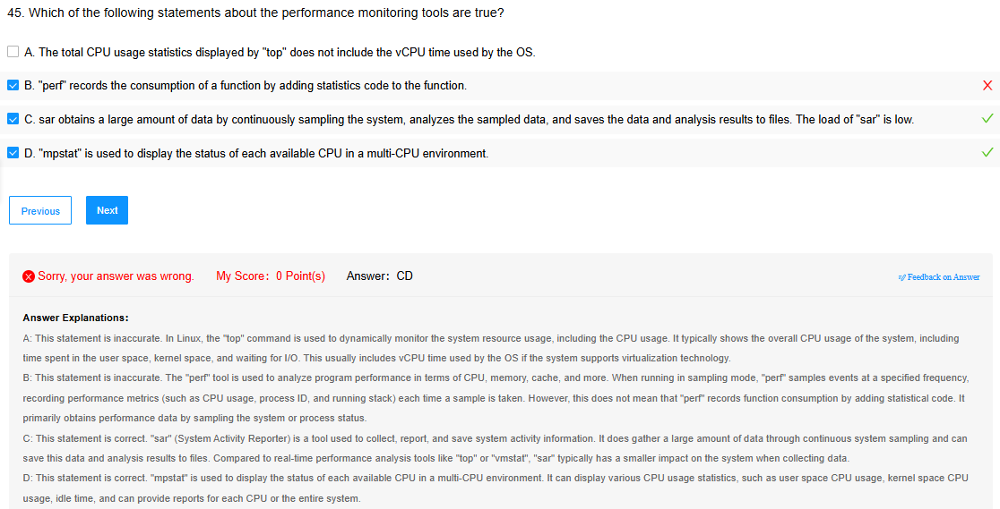 45. Which of the following statements about the performance monitoring tools are true?
A. The total CPU usage statistics displayed by "top" does not include the vCPU time used by the OS.
B. "perf" records the consumption of a function by adding statistics code to the function.
C. sar obtains a large amount of data by continuously sampling the system, analyzes the sampled data, and saves the data and analysis results to files. The load of "sar" is low.
D. "mpstat" is used to display the status of each available CPU in a multi-CPU environment.
Previous Next
Sorry, your answer was wrong. My Score: 0 Point(s) Answer: CD Feedback on Answer
Answer Explanations:
A: This statement is inaccurate. In Linux, the "top" command is used to dynamically monitor the system resource usage, including the CPU usage. It typically shows the overall CPU usage of the system, including
time spent in the user space, kernel space, and waiting for I/O. This usually includes vCPU time used by the OS if the system supports virtualization technology.
B: This statement is inaccurate. The "perf" tool is used to analyze program performance in terms of CPU, memory, cache, and more. When running in sampling mode, "perf" samples events at a specified frequency,
recording performance metrics (such as CPU usage, process ID, and running stack) each time a sample is taken. However, this does not mean that "perf" records function consumption by adding statistical code. It
primarily obtains performance data by sampling the system or process status.
C: This statement is correct. "sar" (System Activity Reporter) is a tool used to collect, report, and save system activity information. It does gather a large amount of data through continuous system sampling and can
save this data and analysis results to files. Compared to real-time performance analysis tools like "top" or "vmstat", "sar" typically has a smaller impact on the system when collecting data.
D: This statement is correct. "mpstat" is used to display the status of each available CPU in a multi-CPU environment. It can display various CPU usage statistics, such as user space CPU usage, kernel space CPU
usage, idle time, and can provide reports for each CPU or the entire system.